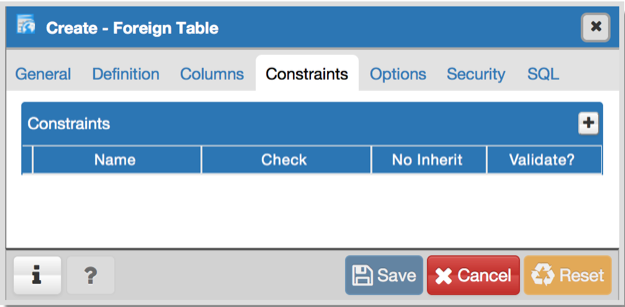 Create - Foreign Table
General Definition Columns Constraints Options Security SQL
Constraints
Name Check No Inherit Validate?
i ? Save Cancel Reset